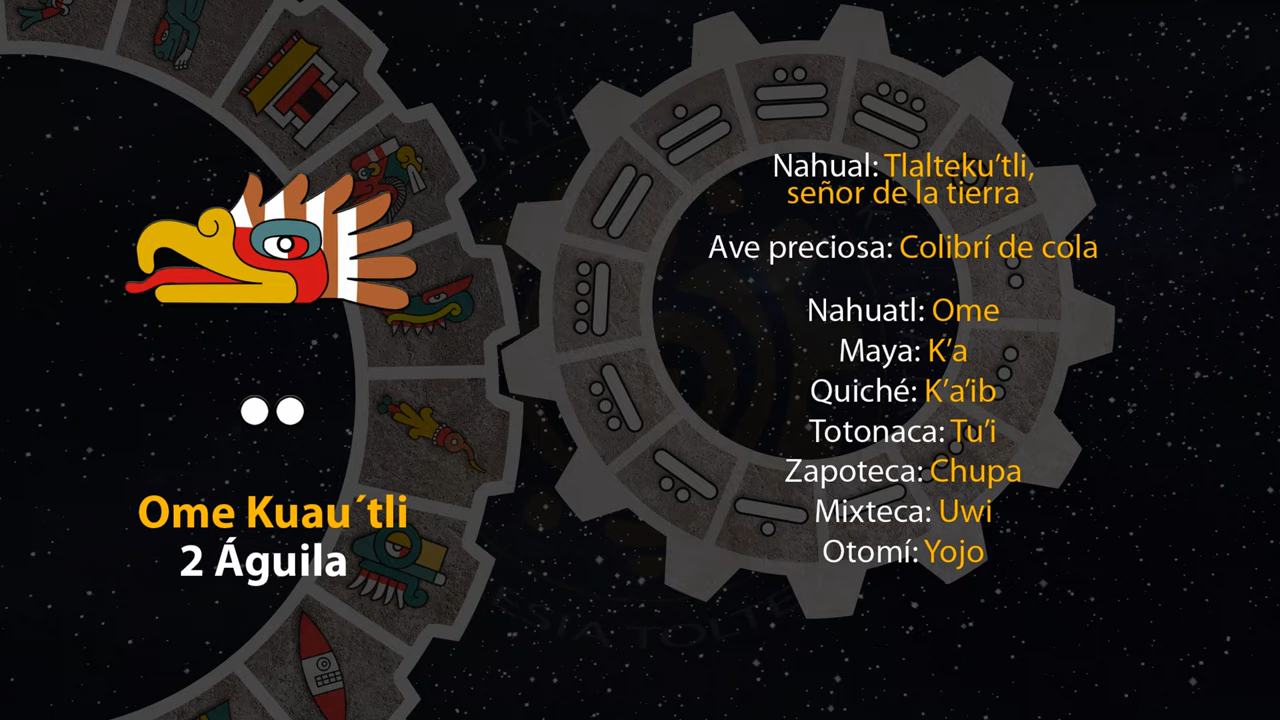 Ome Kuau´tli
2 Águila
Nahual: Tlalteku’tli,
señor de la tierra
Ave preciosa: Colibrí de cola
Nahuatl: Ome
Maya: K’a
Quiché: K’a’ib
Totonaca: Tu’i
Zapoteca: Chupa
Mixteca: Uwi
Otomí: Yojo